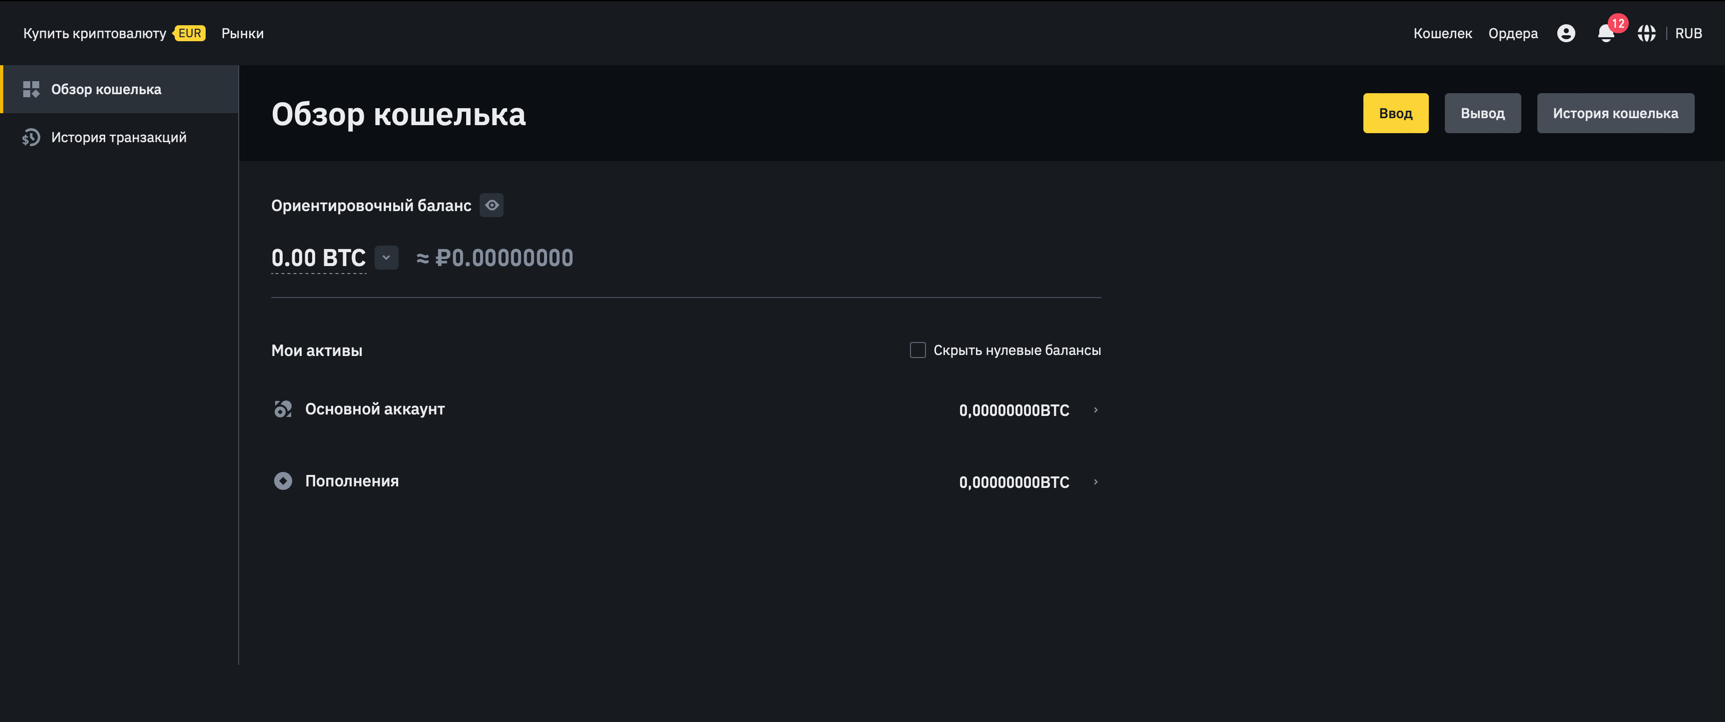 Купить криптовалюту EUR Рынки
Кошелек Ордера 12 RUB
Обзор кошелька
История транзакций
Обзор кошелька
Ввод Вывод История кошелька
Ориентировочный баланс
0.00 BTC ≈ ₽0.00000000
Мои активы
Скрыть нулевые балансы
Основной аккаунт 0,00000000BTC
Пополнения 0,00000000BTC